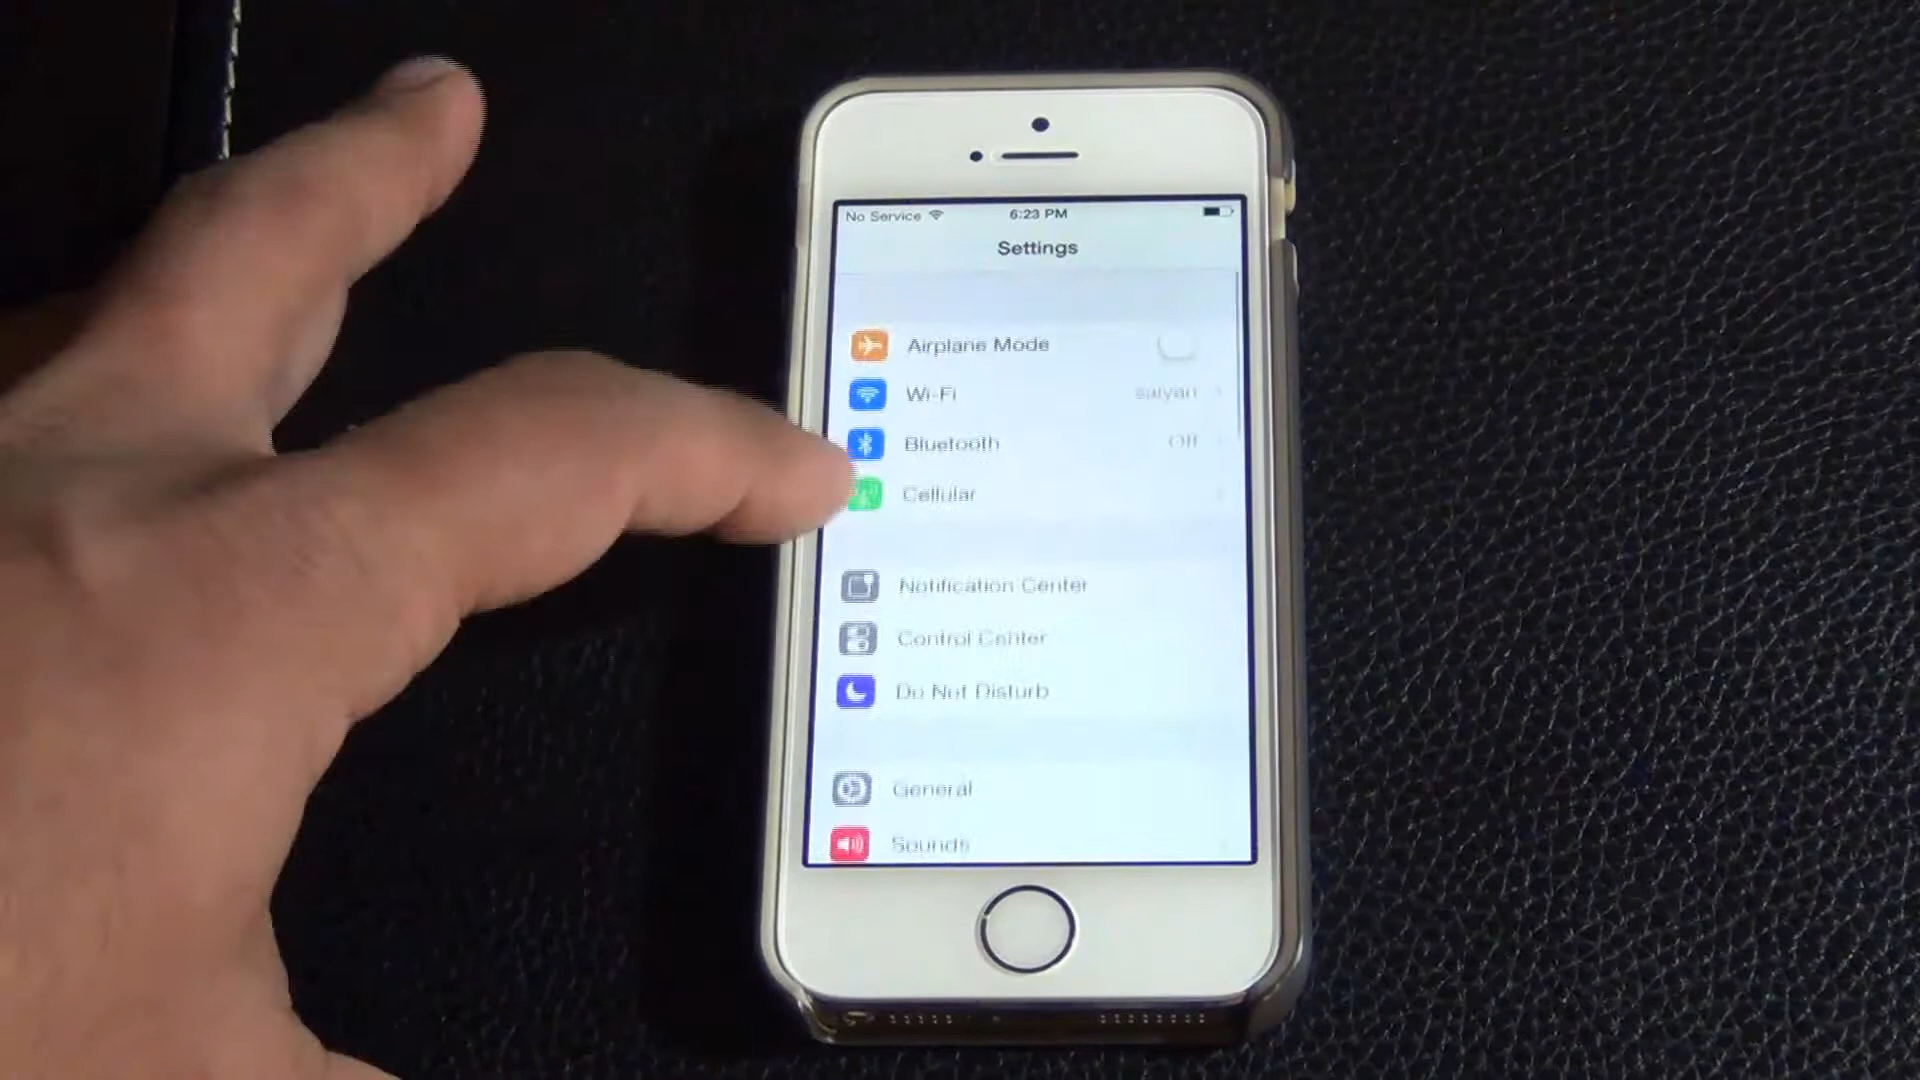 No Service 6:23 PM
Settings
Airplane Mode
Wi-Fi saiyan
Bluetooth Off
Cellular
Notification Center
Control Center
Do Not Disturb
General
Sounds